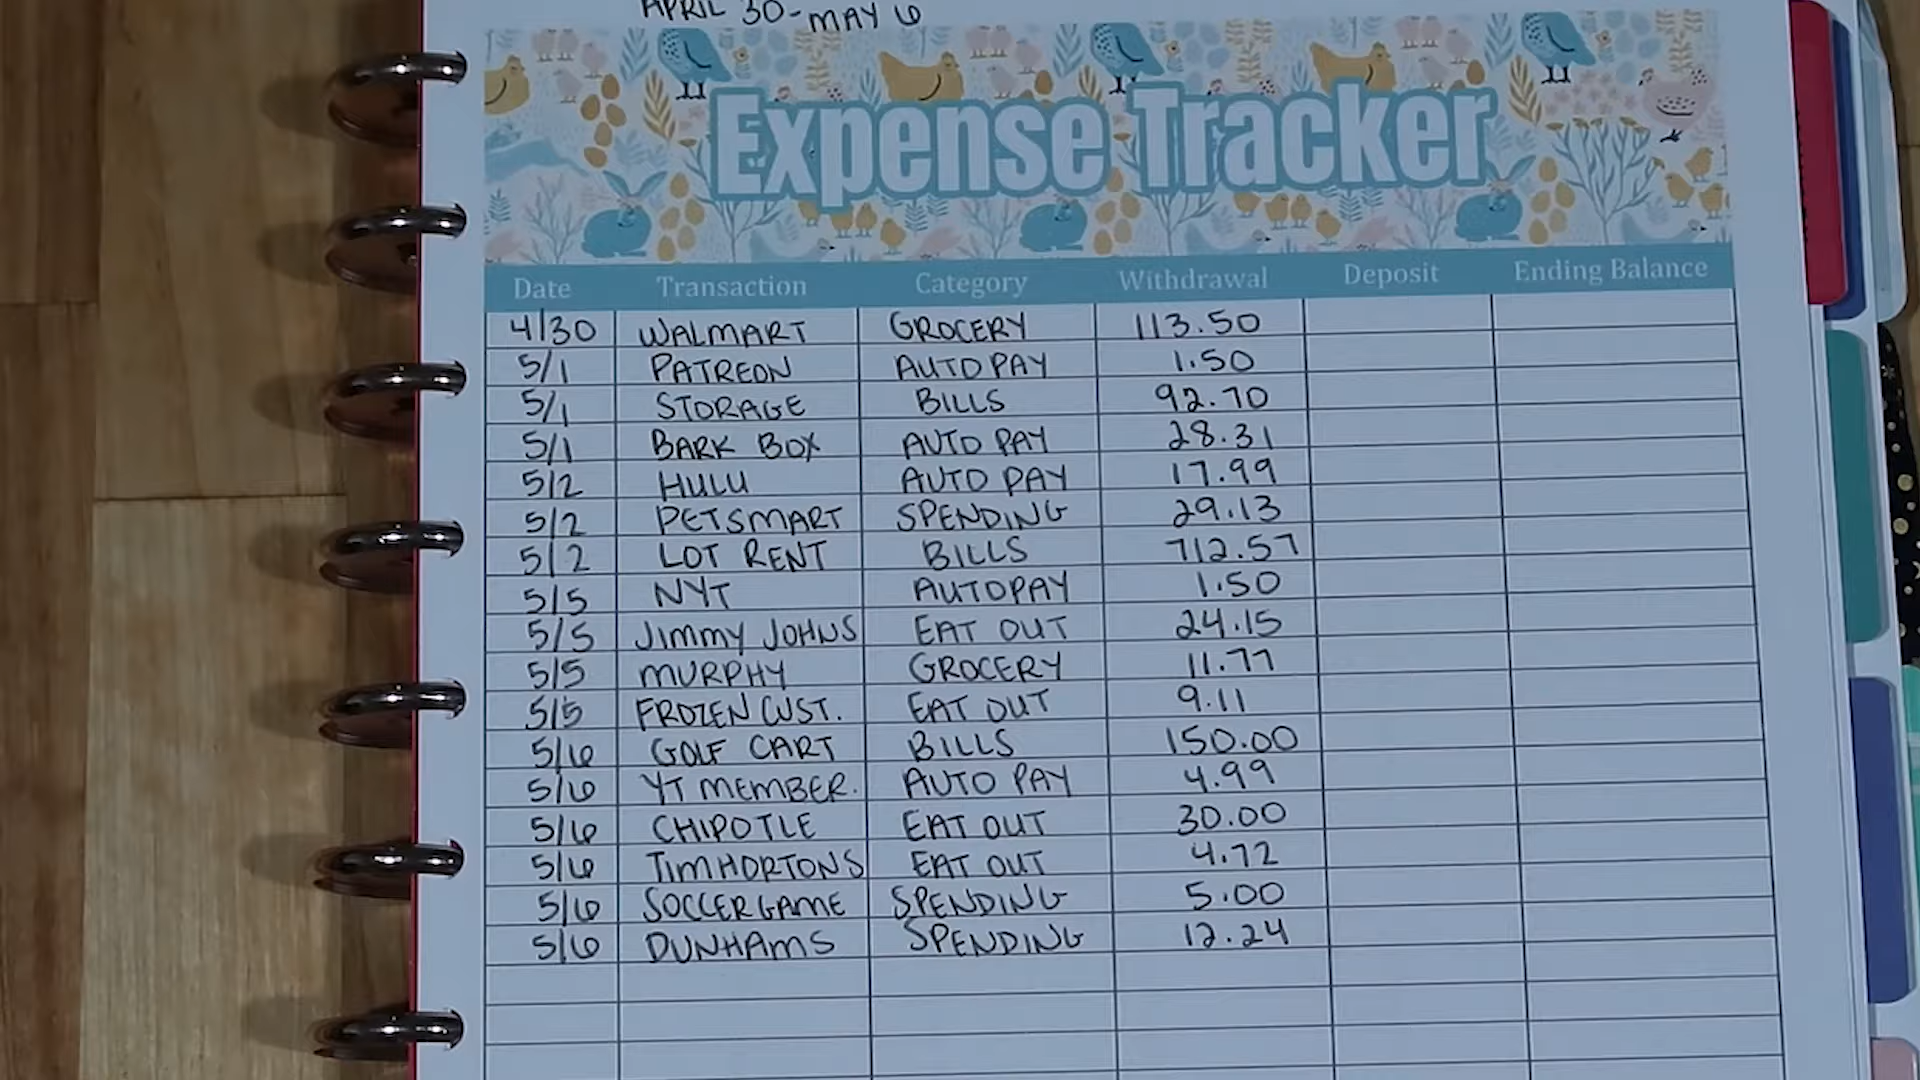 APRIL 30-MAY 6
Expense Tracker
Date Transaction Category Withdrawal Deposit Ending Balance
4/30 WALMART GROCERY 113.50
5/1 PATREON AUTO PAY 1.50
5/1 STORAGE BILLS 92.70
5/1 BARK BOX AUTO PAY 28.31
5/2 HULU AUTO PAY 17.99
5/2 PETSMART SPENDING 29.13
5/2 LOT RENT BILLS 712.57
5/5 NYT AUTOPAY 1.50
5/5 JIMMY JOHNS EAT OUT 24.15
5/5 MURPHY GROCERY 11.77
5/5 FROZEN CUST. EAT OUT 9.11
5/6 GOLF CART BILLS 150.00
5/6 YT MEMBER. AUTO PAY 4.99
5/6 CHIPOTLE EAT OUT 30.00
5/6 TIM HORTONS EAT OUT 4.72
5/6 SOCCER GAME SPENDING 5.00
5/6 DUNHAMS SPENDING 12.24